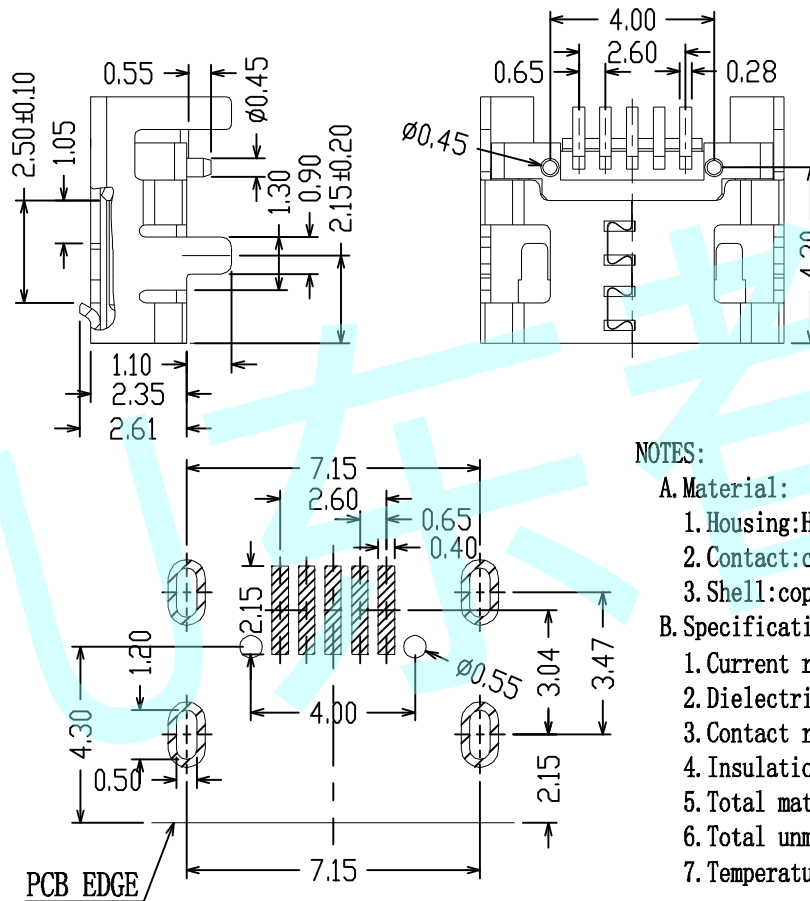 4.00
2.60
0.65
0.28
0.55
ø0.45
ø0.45
2.50±0.10
1.05
1.30
0.90
2.15±0.20
1.10
2.35
2.61
7.15
2.60
0.65
0.40
2.15
1.20
ø0.55
3.04
3.47
4.30
4.00
0.50
2.15
7.15
PCB EDGE
NOTES:
A.Material:
1.Housing:H
2.Contact:c
3.Shell:cop
B.Specificati
1.Current r
2.Dielectri
3.Contact r
4.Insulatio
5.Total mat
6.Total unm
7.Temperatu